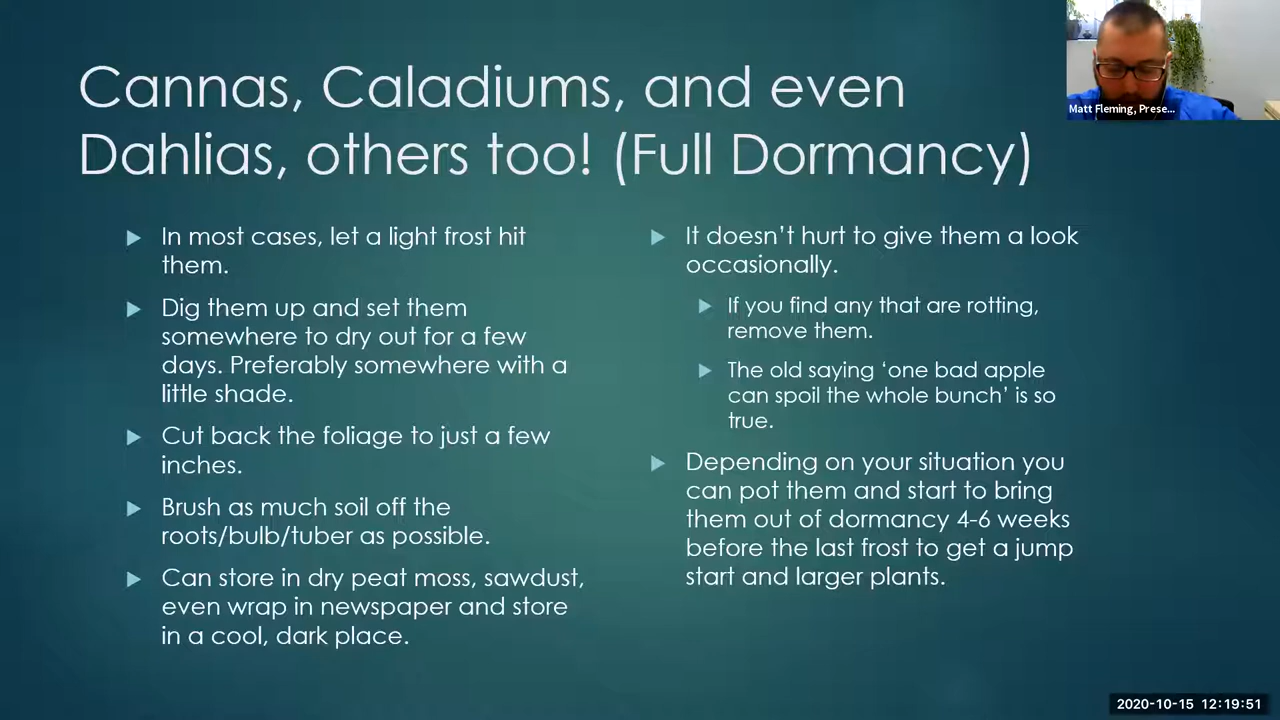 Cannas, Caladiums, and even
Dahlias, others too! (Full Dormancy)
Matt Fleming, Prese...
In most cases, let a light frost hit
them.
Dig them up and set them
somewhere to dry out for a few
days. Preferably somewhere with a
little shade.
Cut back the foliage to just a few
inches.
Brush as much soil off the
roots/bulb/tuber as possible.
Can store in dry peat moss, sawdust,
even wrap in newspaper and store
in a cool, dark place.
It doesn’t hurt to give them a look
occasionally.
If you find any that are rotting,
remove them.
The old saying ‘one bad apple
can spoil the whole bunch’ is so
true.
Depending on your situation you
can pot them and start to bring
them out of dormancy 4-6 weeks
before the last frost to get a jump
start and larger plants.
2020-10-15 12:19:51